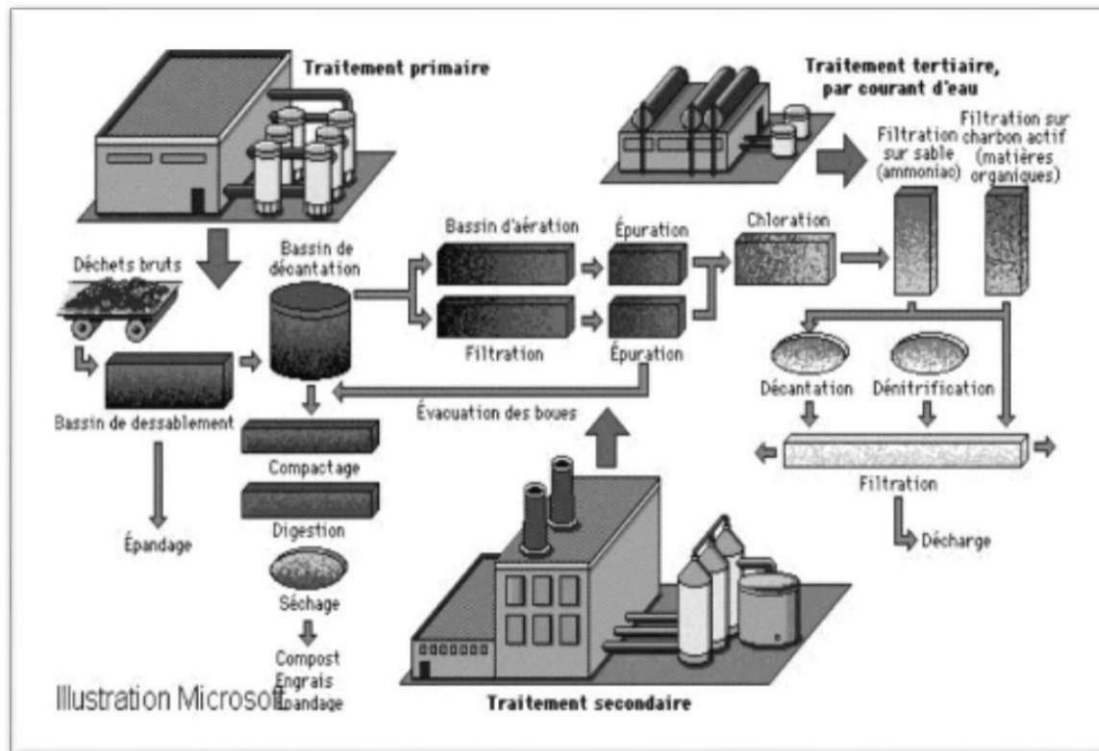 Traitement primaire
Traitement tertiaire,
par courant d'eau
Filtration
sur sable
(ammoniac)
Filtration sur
charbon actif
(matières
organiques)
Déchets bruts
Bassin de
décantation
Bassin d'aération
Épuration
Chloration
Filtration
Épuration
Bassin de dessablement
Évacuation des boues
Décantation
Dénitrification
Compactage
Filtration
Digestion
Épandage
Décharge
Séchage
Compost
Engrais
Épandage
Illustration Microsoft
Traitement secondaire